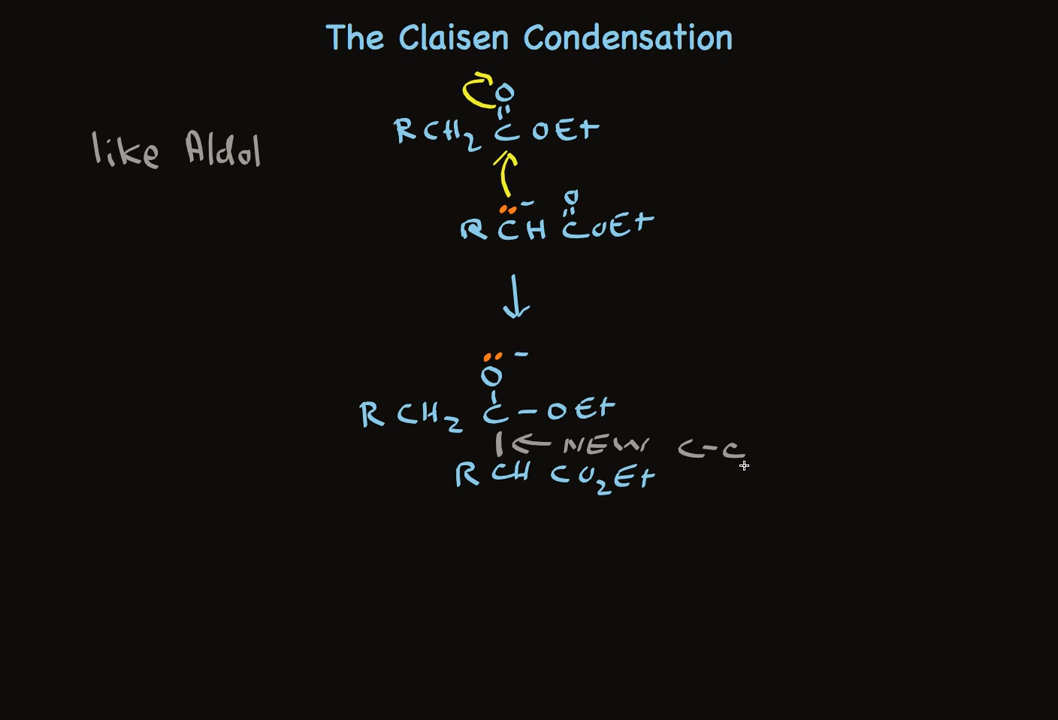 The Claisen Condensation
O
RCH2 C OEt
like Aldol
O
RCH COEt
O
RCH2 C-OEt
NEW C-C
RCH CO2Et